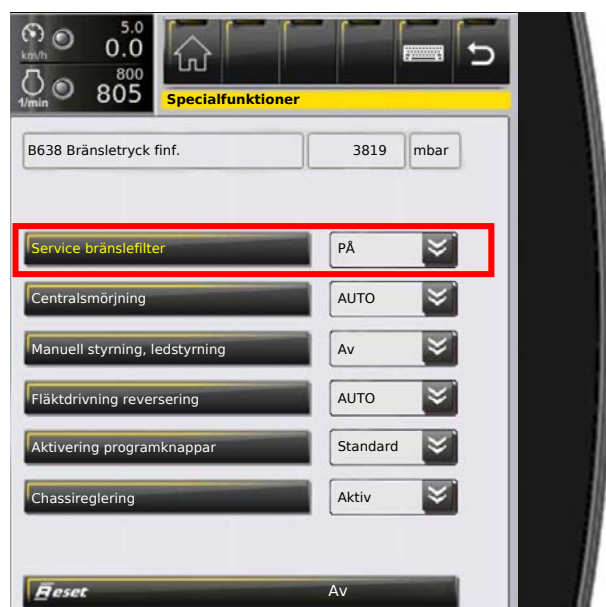 5.0
km/h 0.0
800
1/min 805
Specialfunktioner
B638 Bränsletryck finf. 3819 mbar
Service bränslefilter PÅ
Centralsmörjning AUTO
Manuell styrning, ledstyrning Av
Fläktdrivning reversering AUTO
Aktivering programknappar Standard
Chassireglering Aktiv
Reset Av